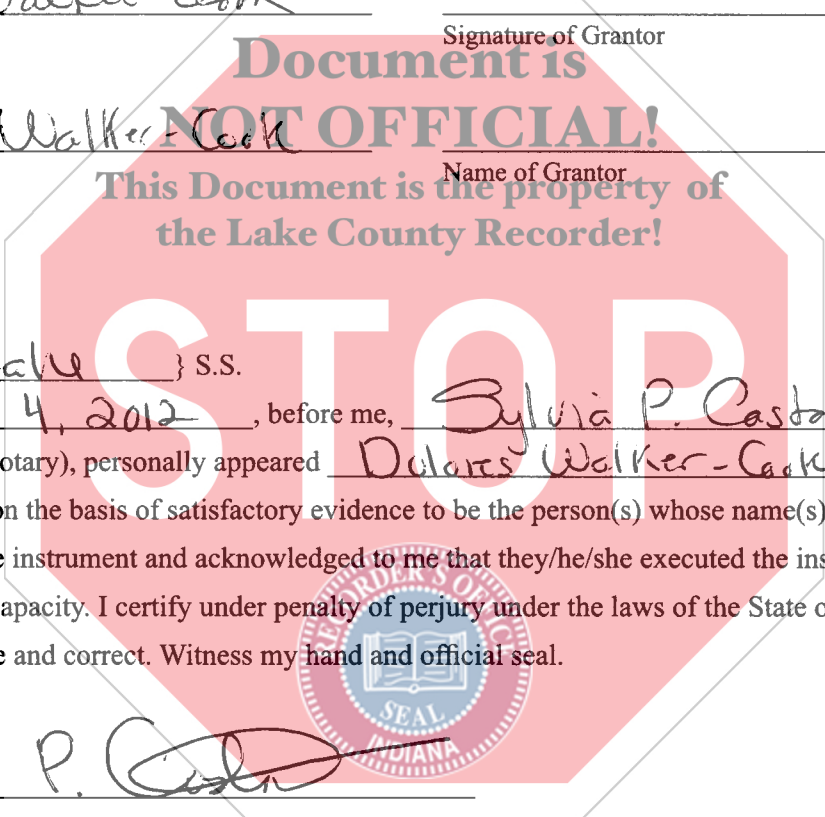 Walker Cook
Signature of Grantor
Document is
Walker-Cook
NOT OFFICIAL!
Name of Grantor
This Document is the property of
the Lake County Recorder!
STOP
} S.S.
4, 2012, before me, Sylvia P. Casto
otary), personally appeared Dolores Walker-Cook
on the basis of satisfactory evidence to be the person(s) whose name(s)
e instrument and acknowledged to me that they/he/she executed the ins
apacity. I certify under penalty of perjury under the laws of the State o
e and correct. Witness my hand and official seal.
RECORDER'S OFFIC
SEAL
INDIANA
P.